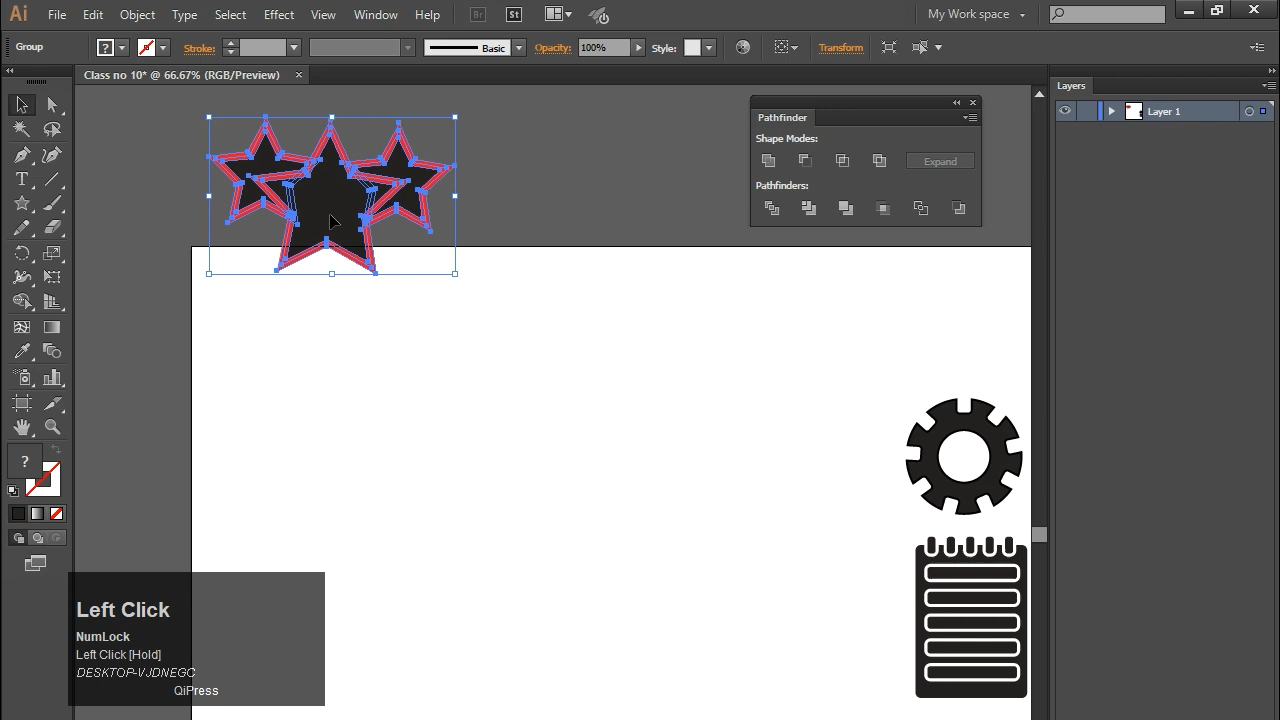 Ai File Edit Object Type Select Effect View Window Help Br St My Work space
Group ? Stroke: Basic Opacity: 100% Style: Transform
Class no 10* @ 66.67% (RGB/Preview) ×
Layers
Layer 1
Pathfinder
Shape Modes:
Expand
Pathfinders:
T
?
Left Click
NumLock
Left Click [Hold]
DESKTOP-VJDNEGC
QiPress